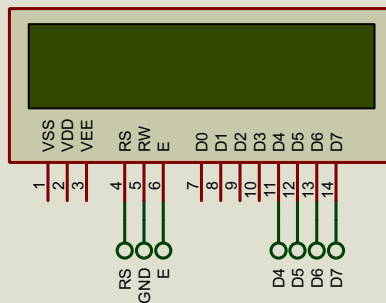 VSS VDD VEE RS RW E D0 D1 D2 D3 D4 D5 D6 D7
1 2 3 4 5 6 7 8 9 10 11 12 13 14
RS GND E D4 D5 D6 D7